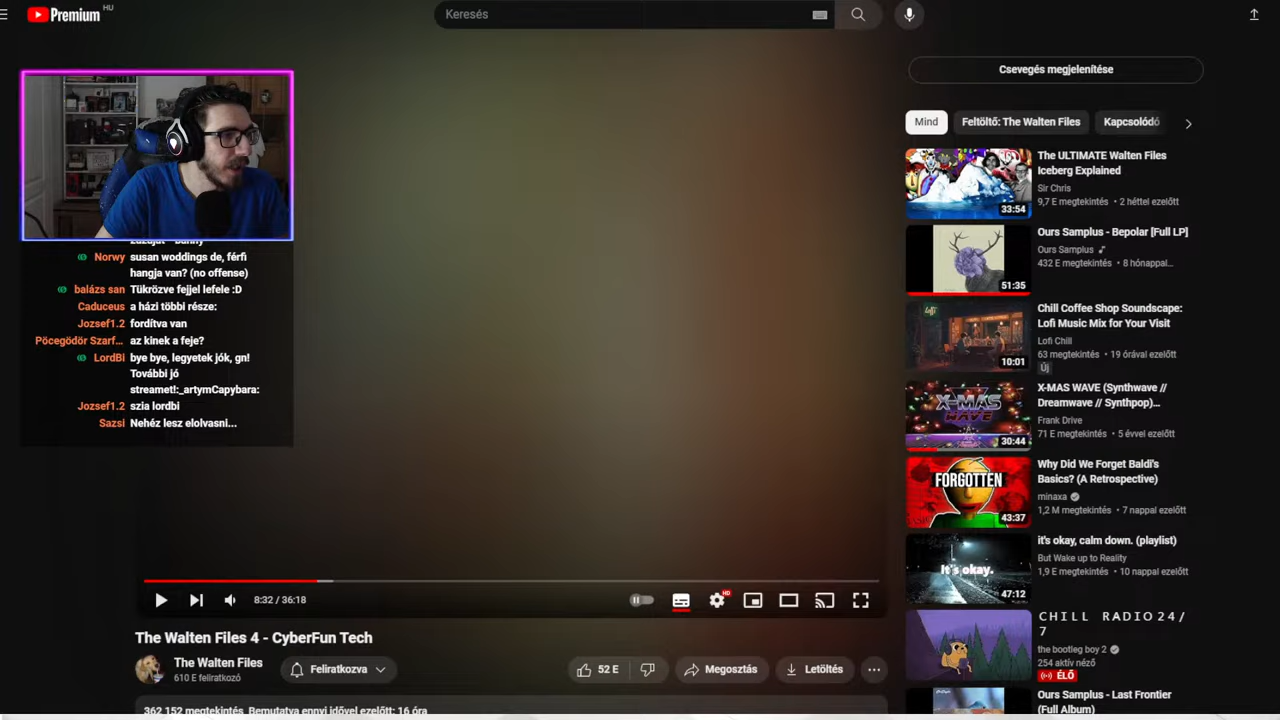 Premium HU
Keresés
Csevegés megjelenítése
Mind
Feltöltő: The Walten Files
Kapcsolódó
Norwy susan woddings de, férfi
hangja van? (no offense)
balázs san Tükrözve fejjel lefele :D
Caduceus a házi többi része:
Jozsef1.2 fordítva van
Pöcegödör Szarf... az kinek a feje?
LordBi bye bye, legyetek jók, gn!
További jó
streamet!:_artymCapybara:
Jozsef1.2 szia lordbi
Sazsi Nehéz lesz elolvasni...
8:32 / 36:18
HD
The Walten Files 4 - CyberFun Tech
The Walten Files
610 E feliratkozó
Feliratkozva
52 E
Megosztás
Letöltés
362 152 megtekintés. Bemutatva ennyi idővel ezelőtt: 16 óra
33:54
The ULTIMATE Walten Files
Iceberg Explained
Sir Chris
9,7 E megtekintés • 2 héttel ezelőtt
51:35
Ours Samplus - Bepolar [Full LP]
Ours Samplus
432 E megtekintés • 8 hónappal...
lofi
10:01
Chill Coffee Shop Soundscape:
Lofi Music Mix for Your Visit
Lofi Chill
63 megtekintés • 19 órával ezelőtt
Új
X-MAS
WAVE
30:44
X-MAS WAVE (Synthwave //
Dreamwave // Synthpop)...
Frank Drive
71 E megtekintés • 5 évvel ezelőtt
FORGOTTEN
43:37
Why Did We Forget Baldi's
Basics? (A Retrospective)
minaxa
1,2 M megtekintés • 7 nappal ezelőtt
It's okay.
47:12
it's okay, calm down. (playlist)
But Wake up to Reality
1,9 E megtekintés • 10 nappal ezelőtt
CHILL RADIO 24/
7
the bootleg boy 2
254 aktív néző
ÉLŐ
Ours Samplus - Last Frontier
(Full Album)